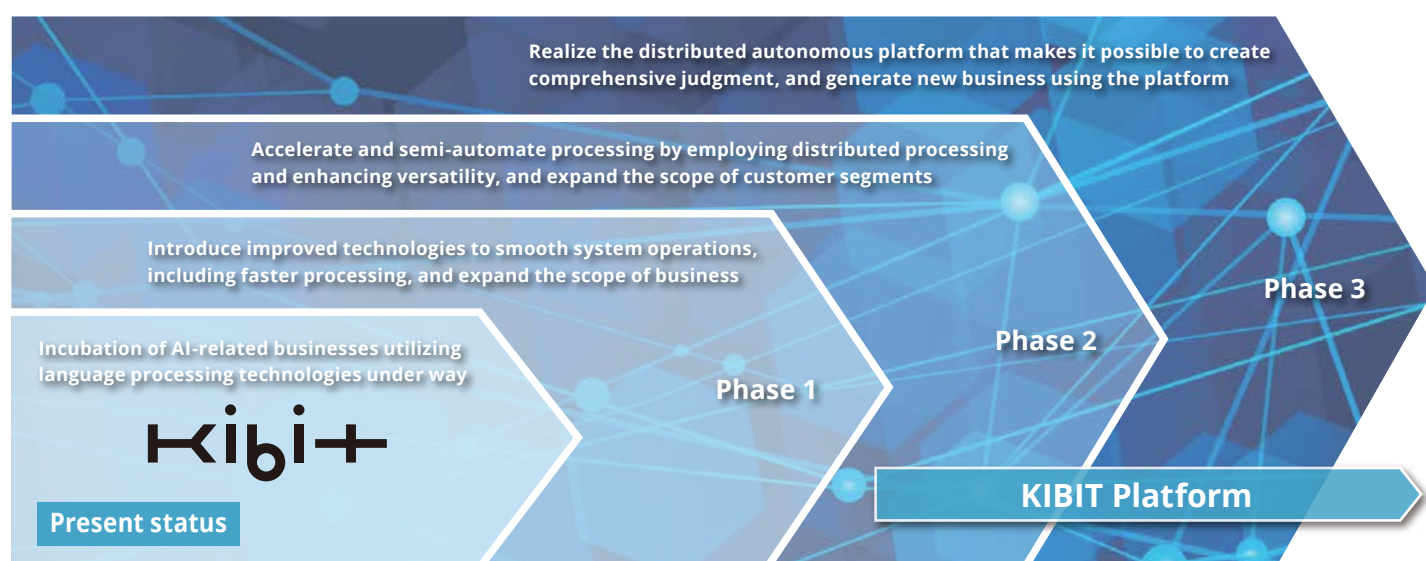 Realize the distributed autonomous platform that makes it possible to create
comprehensive judgment, and generate new business using the platform
Accelerate and semi-automate processing by employing distributed processing
and enhancing versatility, and expand the scope of customer segments
Introduce improved technologies to smooth system operations,
including faster processing, and expand the scope of business
Incubation of AI-related businesses utilizing
language processing technologies under way
Kibit
Present status
Phase 1
Phase 2
Phase 3
KIBIT Platform